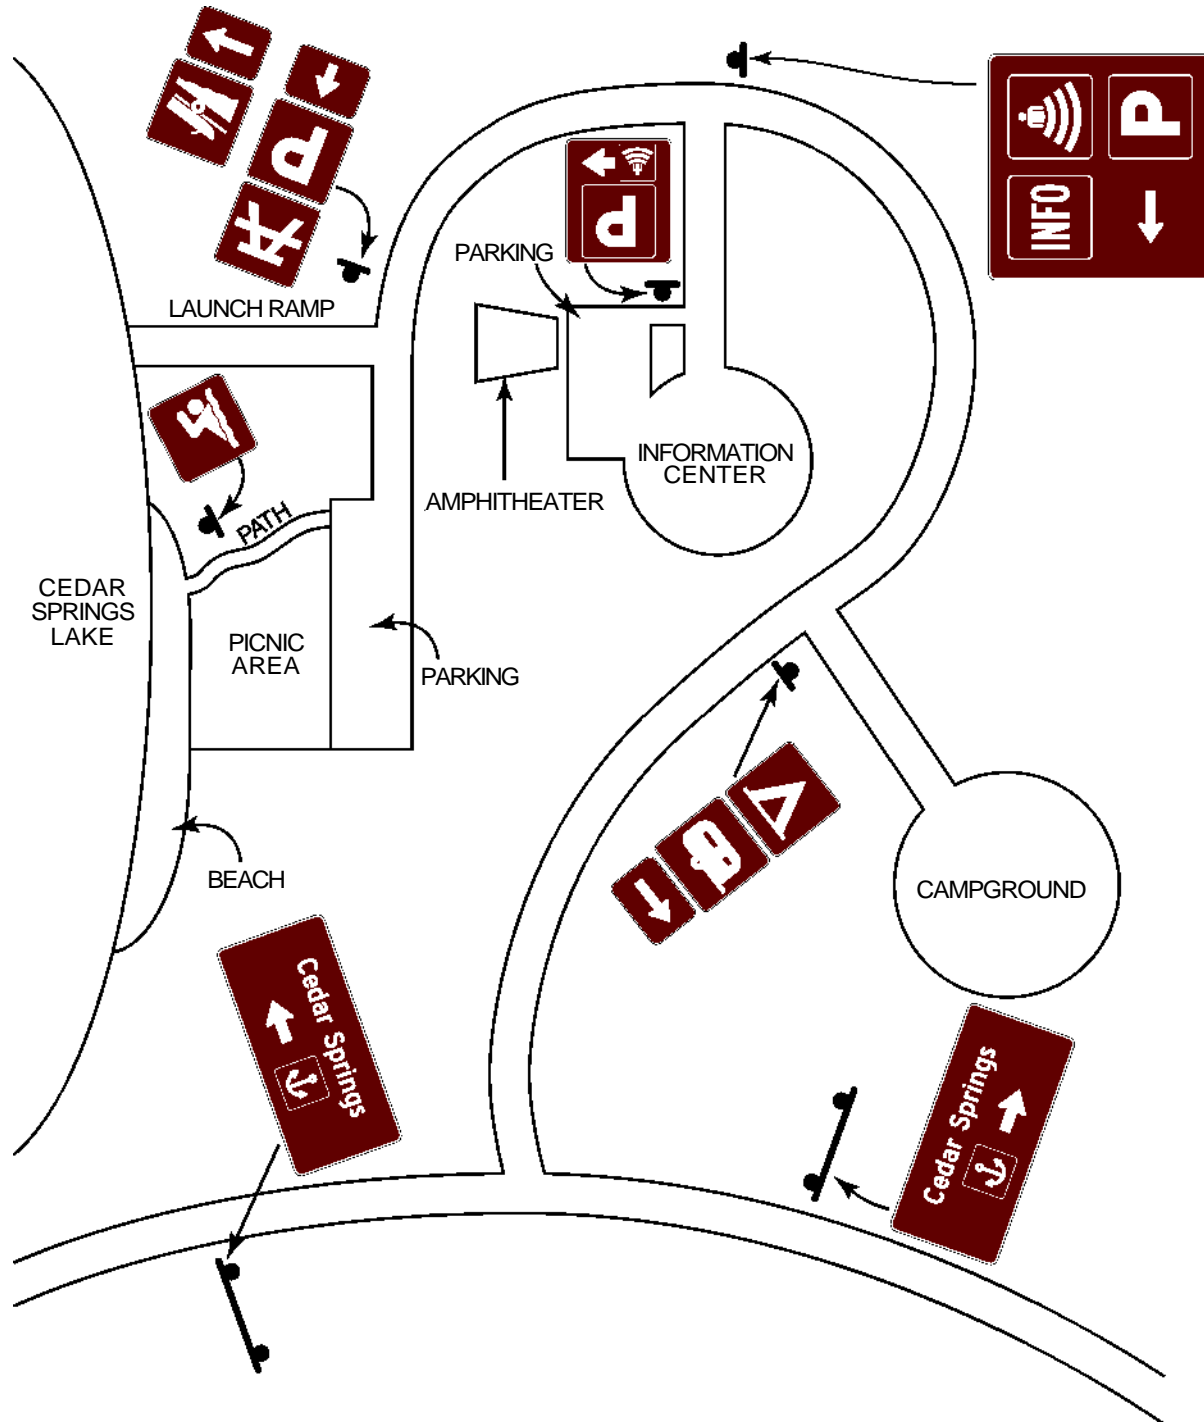 P
P
P
INFO
PARKING
LAUNCH RAMP
INFORMATION
CENTER
AMPHITHEATER
PATH
CEDAR
SPRINGS
LAKE
PICNIC
AREA
PARKING
BEACH
CAMPGROUND
Cedar Springs
Cedar Springs